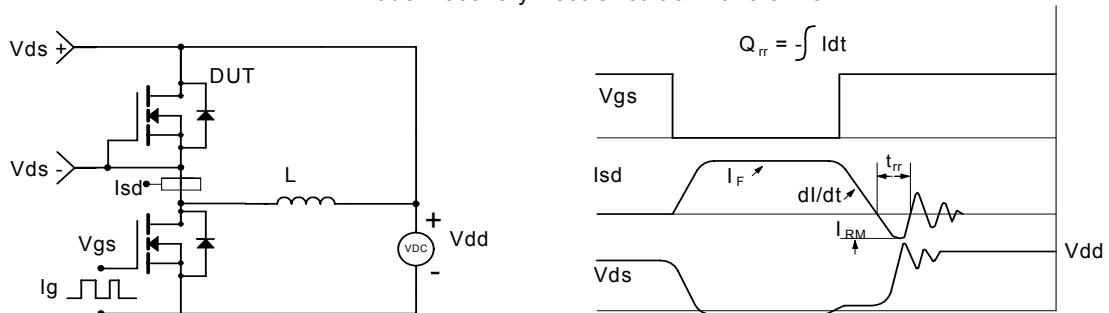 Vds +
DUT
Vds -
Isd
L
Vgs
Ig
+
VDC
-
Vdd
Q rr = -∫ Idt
Vgs
Isd
I F
dI/dt
t rr
I RM
Vds
Vdd